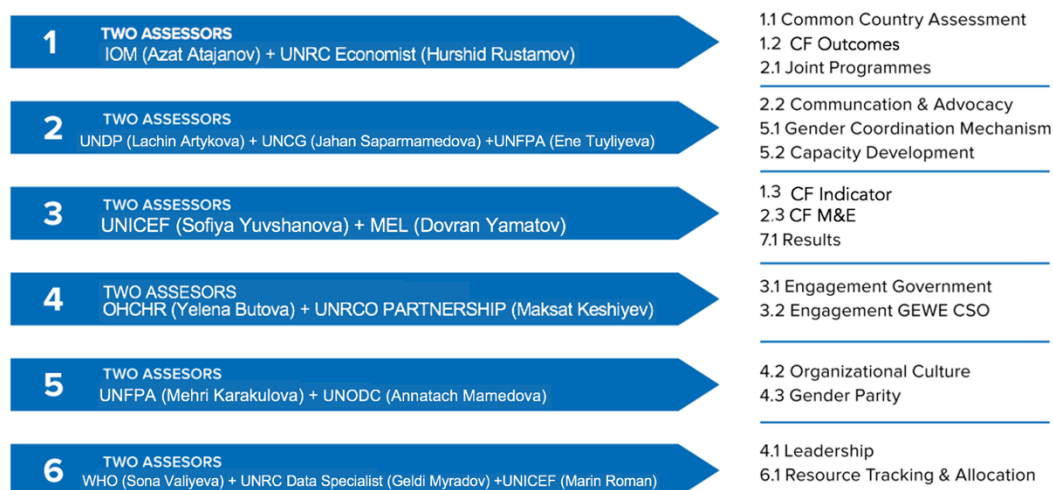 1
TWO ASSESSORS
IOM (Azat Atajanov) + UNRC Economist (Hurshid Rustamov)
1.1 Common Country Assessment
1.2 CF Outcomes
2.1 Joint Programmes
2
TWO ASSESSORS
UNDP (Lachin Artykova) + UNCG (Jahan Saparmamedova) +UNFPA (Ene Tuyliyeva)
2.2 Communcation & Advocacy
5.1 Gender Coordination Mechanism
5.2 Capacity Development
3
TWO ASSESSORS
UNICEF (Sofiya Yuvshanova) + MEL (Dovran Yamatov)
1.3 CF Indicator
2.3 CF M&E
7.1 Results
4
TWO ASSESORS
OHCHR (Yelena Butova) + UNRCO PARTNERSHIP (Maksat Keshiyev)
3.1 Engagement Government
3.2 Engagement GEWE CSO
5
TWO ASSESORS
UNFPA (Mehri Karakulova) + UNODC (Annatach Mamedova)
4.2 Organizational Culture
4.3 Gender Parity
6
TWO ASSESORS
WHO (Sona Valiyeva) + UNRC Data Specialist (Geldi Myradov) +UNICEF (Marin Roman)
4.1 Leadership
6.1 Resource Tracking & Allocation